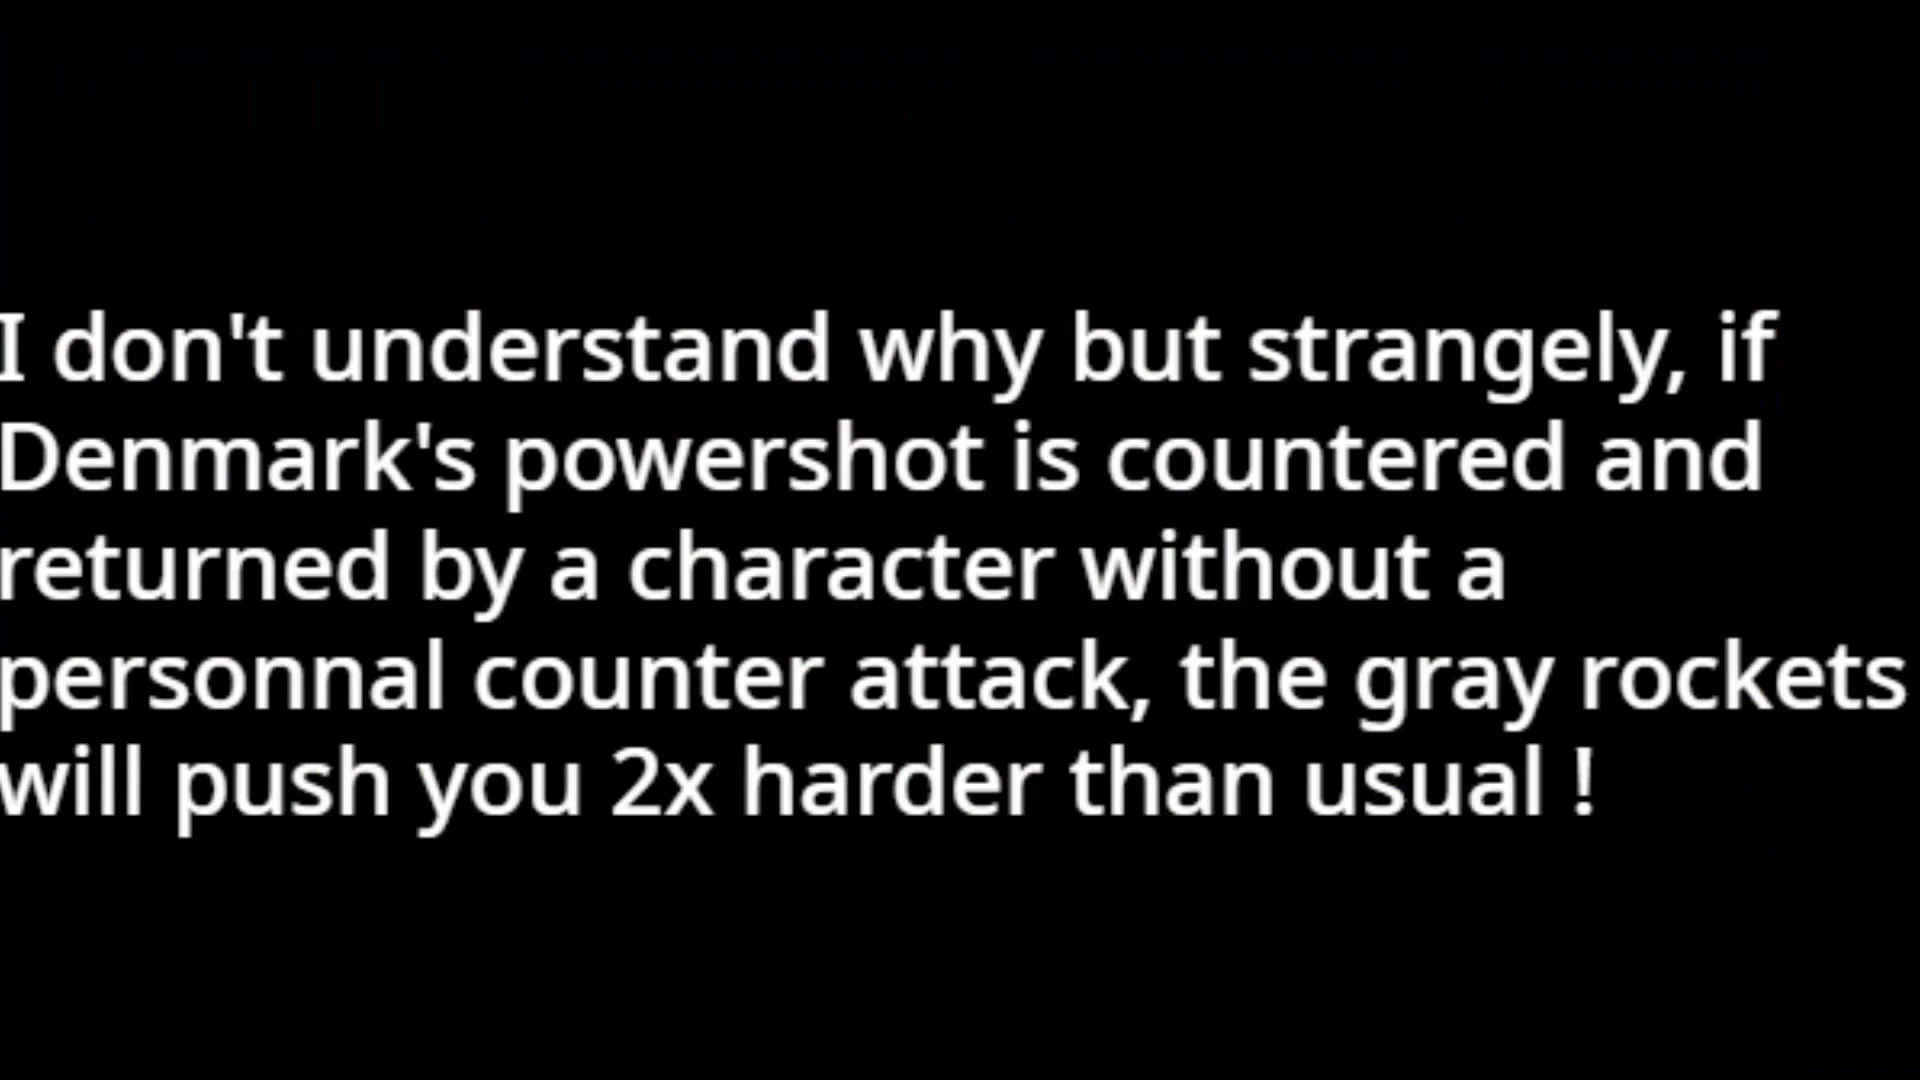 I don't understand why but strangely, if
Denmark's powershot is countered and
returned by a character without a
personnal counter attack, the gray rockets
will push you 2x harder than usual !